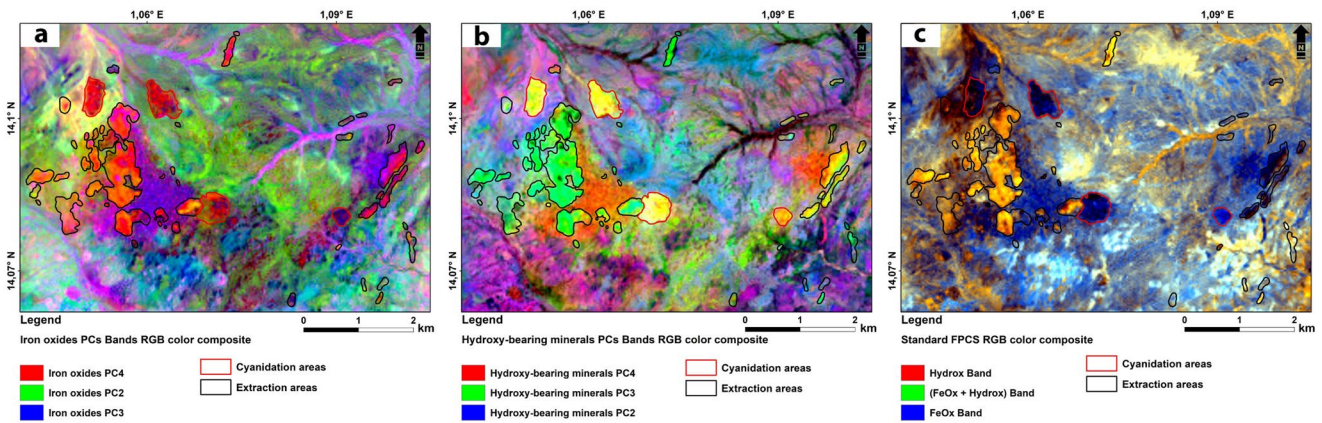 1,06° E
1,09° E
a
N
14,1° N
14,07° N
Legend
0 1 2
km
Iron oxides PCs Bands RGB color composite
Iron oxides PC4
Iron oxides PC2
Iron oxides PC3
Cyanidation areas
Extraction areas
1,06° E
1,09° E
b
N
Legend
0 1 2
km
Hydroxy-bearing minerals PCs Bands RGB color composite
Hydroxy-bearing minerals PC4
Hydroxy-bearing minerals PC3
Hydroxy-bearing minerals PC2
Cyanidation areas
Extraction areas
1,06° E
1,09° E
c
N
14,1° N
14,07° N
Legend
0 1 2
km
Standard FPCS RGB color composite
Hydrox Band
(FeOx + Hydrox) Band
FeOx Band
Cyanidation areas
Extraction areas